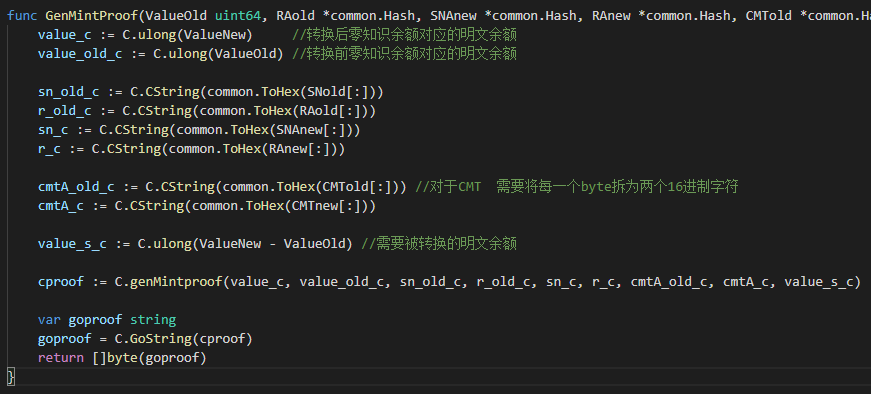 func GenMintProof(ValueOld uint64, RAold *common.Hash, SNAnew *common.Hash, RAnew *common.Hash, CMTold *common.H
value_c := C.ulong(ValueNew)     //转换后零知识余额对应的明文余额
value_old_c := C.ulong(ValueOld) //转换前零知识余额对应的明文余额
sn_old_c := C.CString(common.ToHex(SNold[:]))
r_old_c := C.CString(common.ToHex(RAold[:]))
sn_c := C.CString(common.ToHex(SNAnew[:]))
r_c := C.CString(common.ToHex(RAnew[:]))
cmtA_old_c := C.CString(common.ToHex(CMTold[:])) //对于CMT  需要将每一个byte拆为两个16进制字符
cmtA_c := C.CString(common.ToHex(CMTnew[:]))
value_s_c := C.ulong(ValueNew - ValueOld) //需要被转换的明文余额
cproof := C.genMintproof(value_c, value_old_c, sn_old_c, r_old_c, sn_c, r_c, cmtA_old_c, cmtA_c, value_s_c)
var goproof string
goproof = C.GoString(cproof)
return []byte(goproof)
}